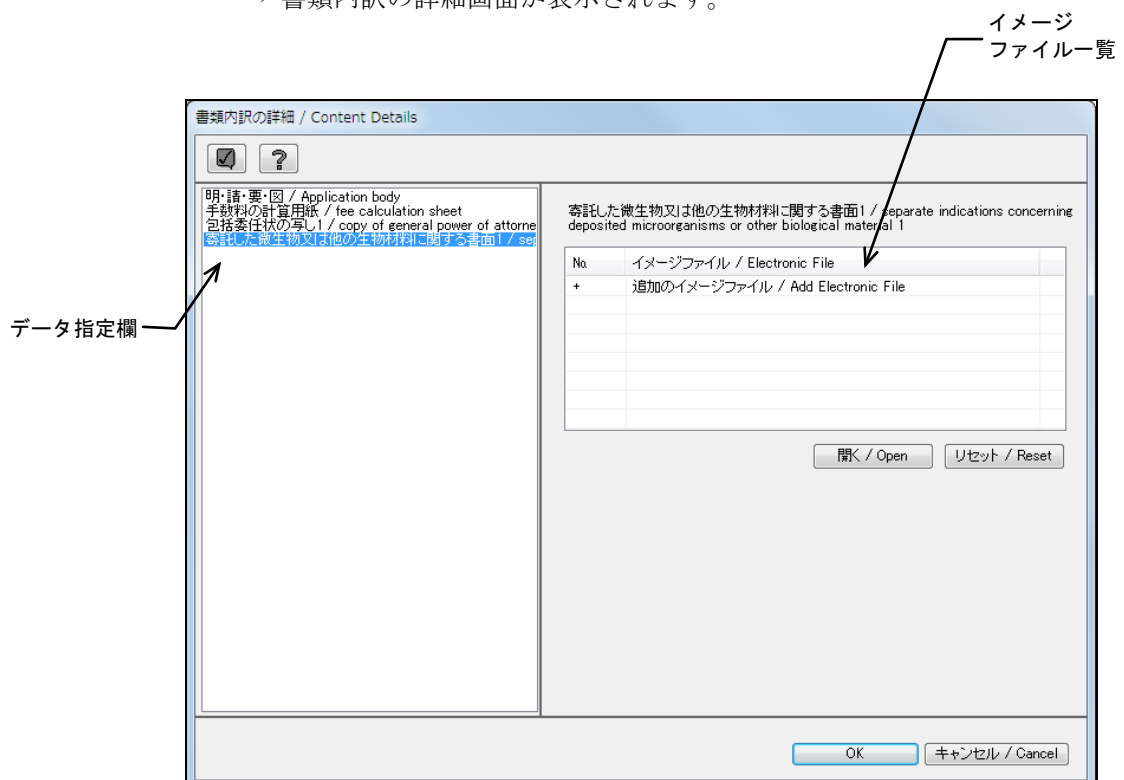 書類内訳の詳細画面が表示されます。
イメージ
ファイル一覧
書類内訳の詳細 / Content Details
明・請・要・図 / Application body
手数料の計算用紙 / fee calculation sheet
包括委任状の写し1 / copy of general power of attorne
寄託した微生物又は他の生物材料に関する書面1 / sep
寄託した微生物又は他の生物材料に関する書面1 / separate indications concerning
deposited microorganisms or other biological material 1
No. イメージファイル / Electronic File
+ 追加のイメージファイル / Add Electronic File
データ指定欄
開く / Open リセット / Reset
OK キャンセル / Cancel